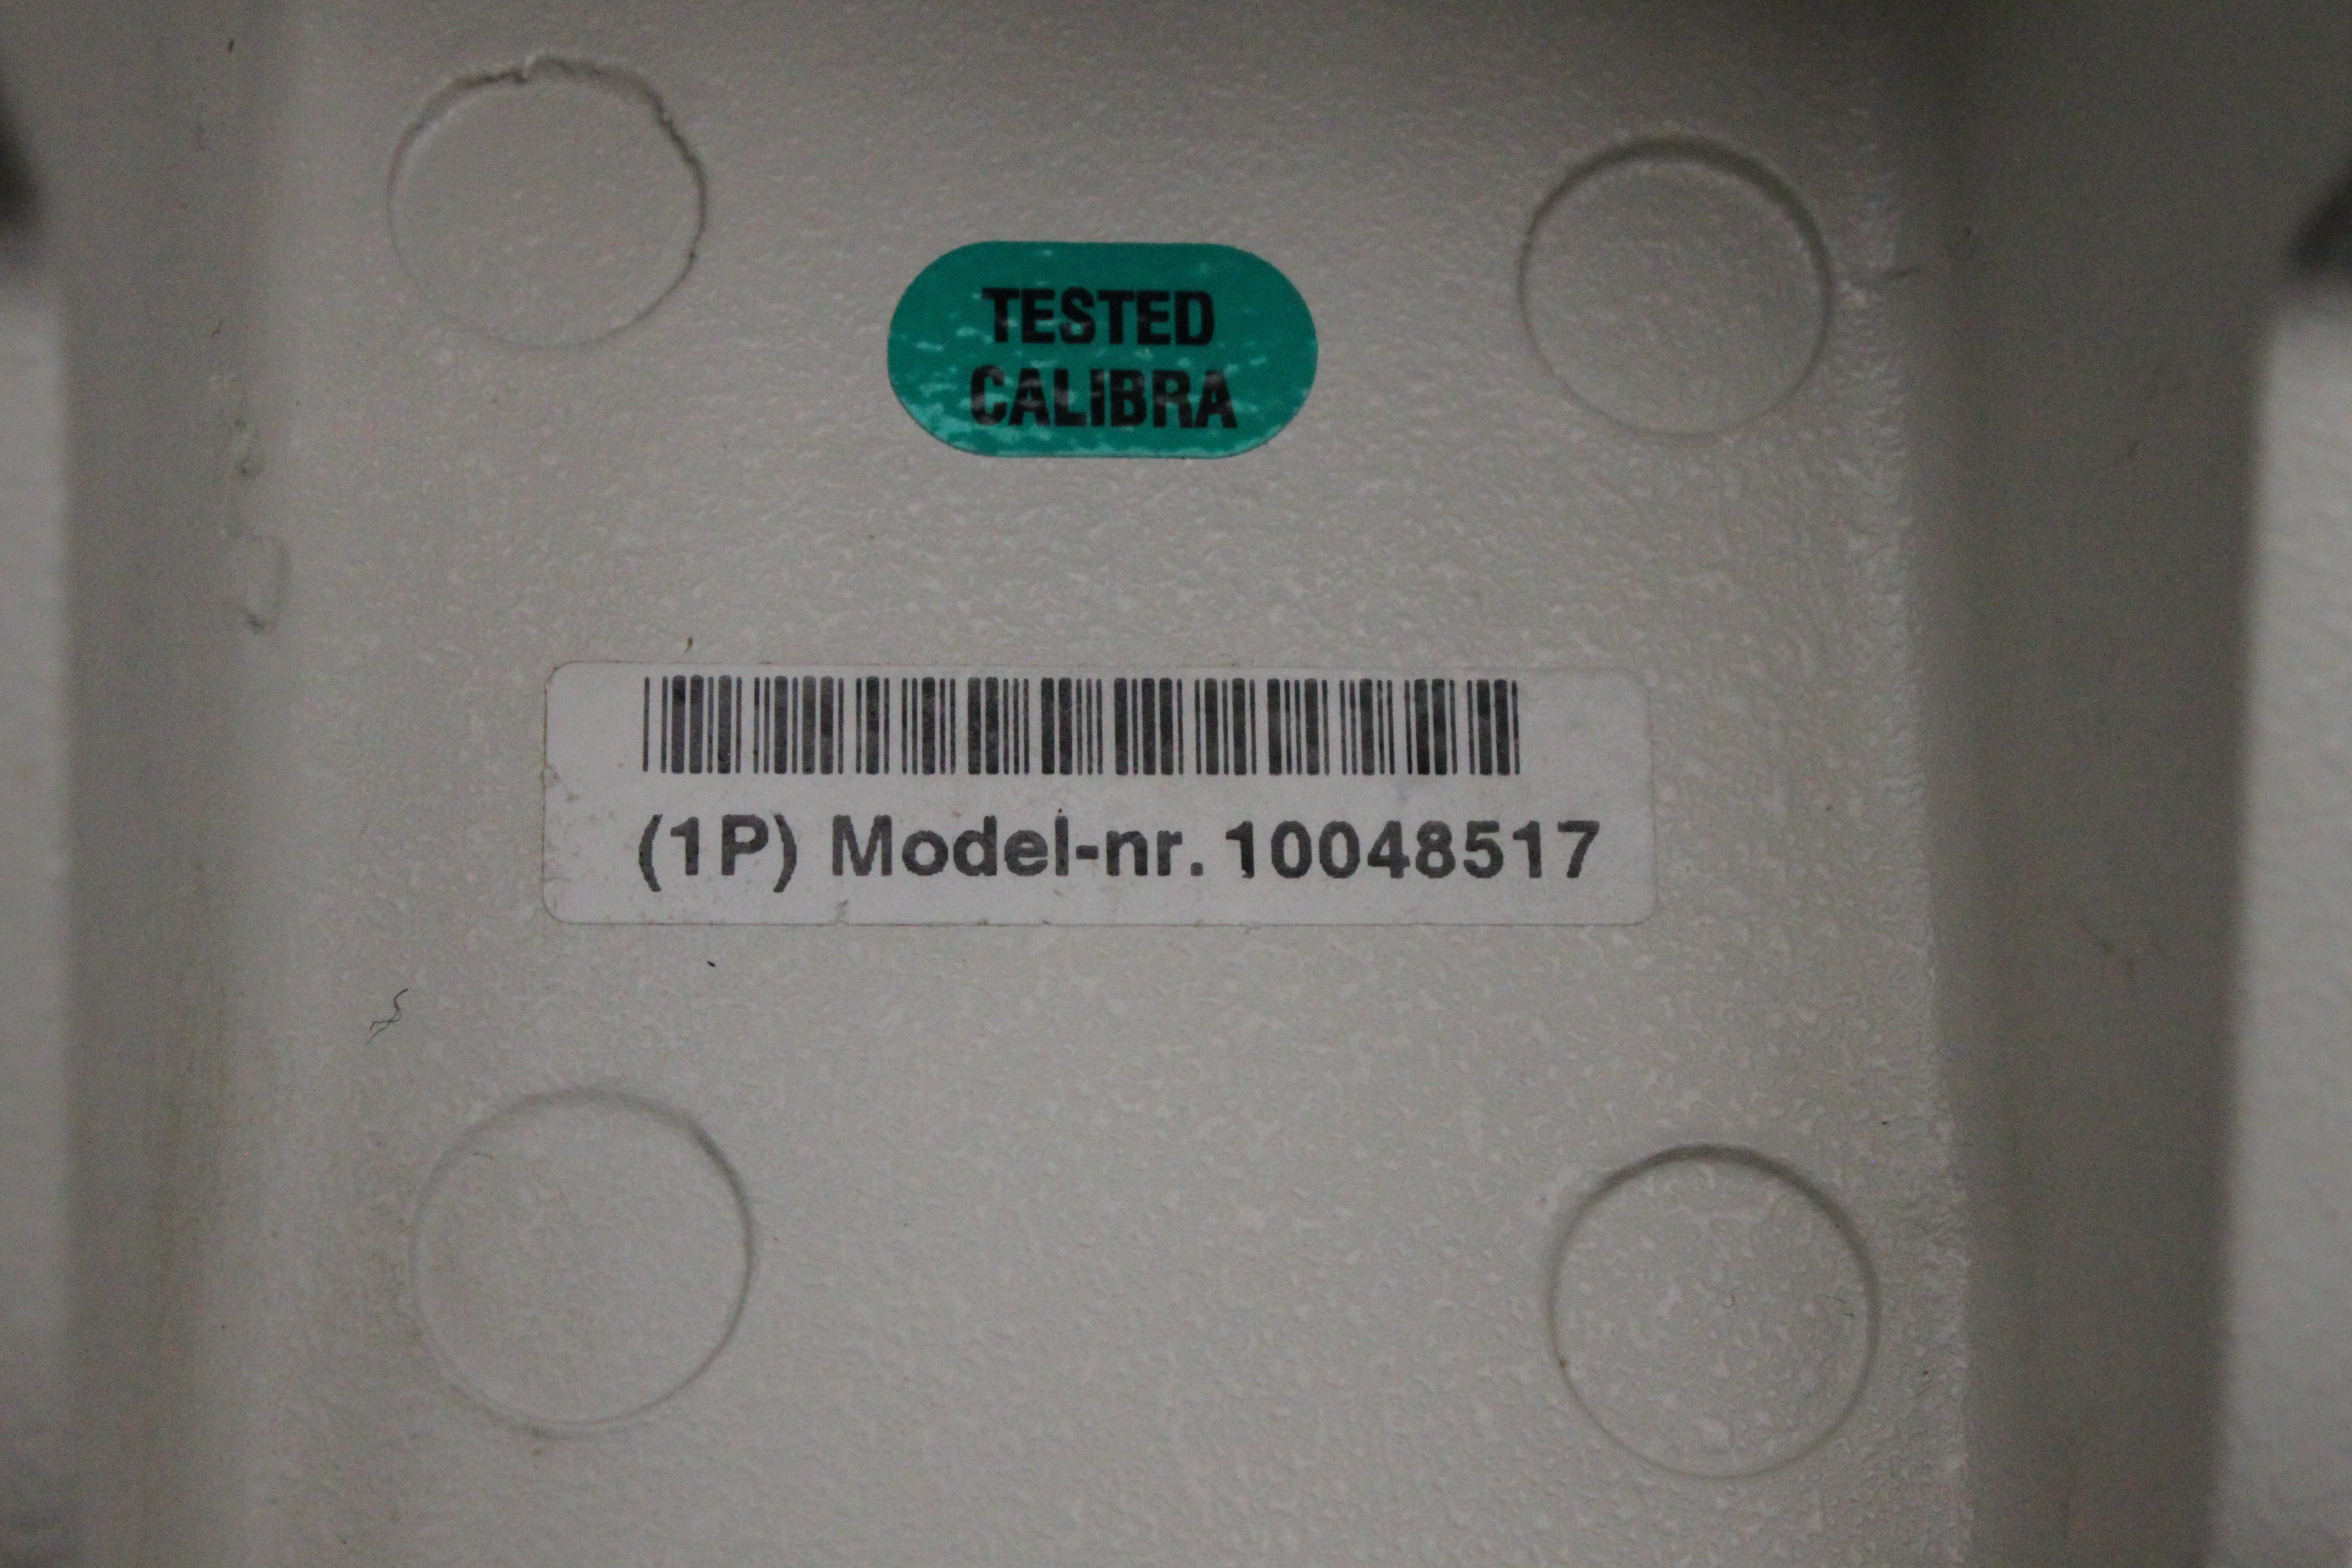 TESTED
CALIBRA
(1P) Model-nr. 10048517